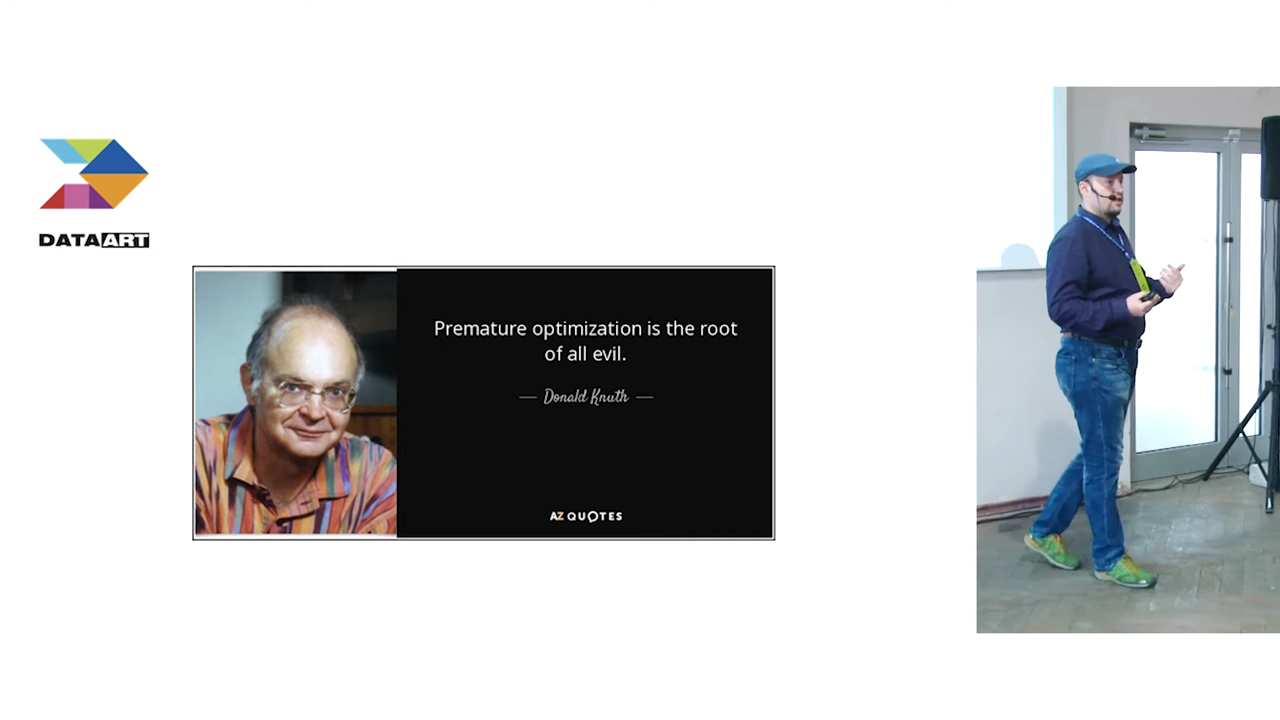 DATAART
Premature optimization is the root
of all evil.
Donald Knuth
AZ QUOTES